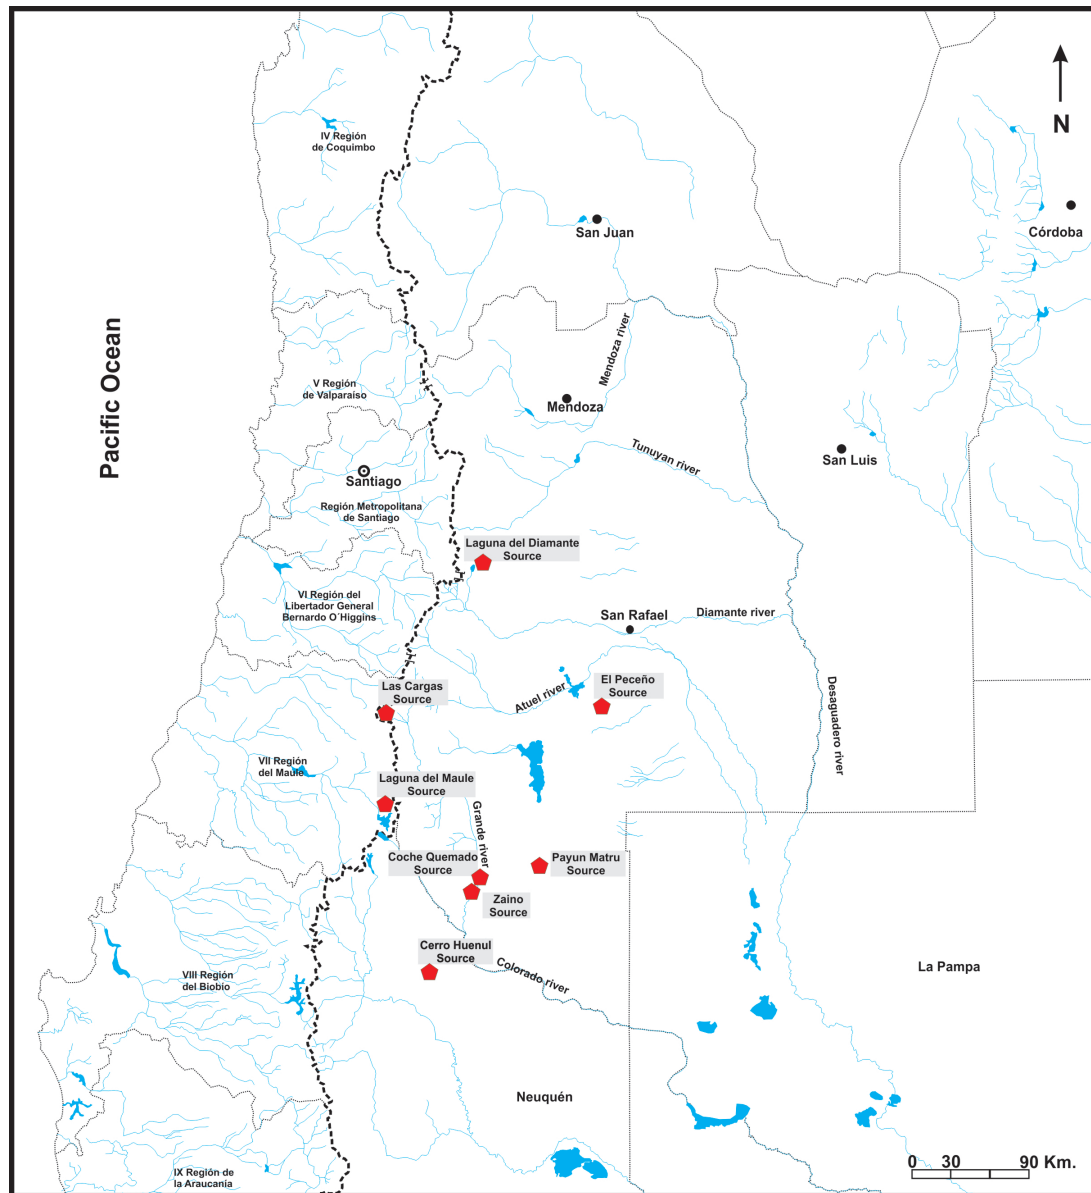 N
IV Región
de Coquimbo
San Juan
Córdoba
Pacific Ocean
Mendoza river
V Región
de Valparaiso
Mendoza
Tunuyan river
San Luis
Santiago
Región Metropolitana
de Santiago
Laguna del Diamante
Source
VI Región del
Libertador General
Bernardo O´Higgins
San Rafael
Diamante river
Las Cargas
Source
Atuel river
El Peceño
Source
Desaguadero river
VII Región
del Maule
Laguna del Maule
Source
Grande river
Coche Quemado
Source
Payun Matru
Source
Zaino
Source
Cerro Huenul
Source
Colorado river
VIII Región
del Biobío
La Pampa
Neuquén
IX Región de
la Araucanía
0 30 90 Km.